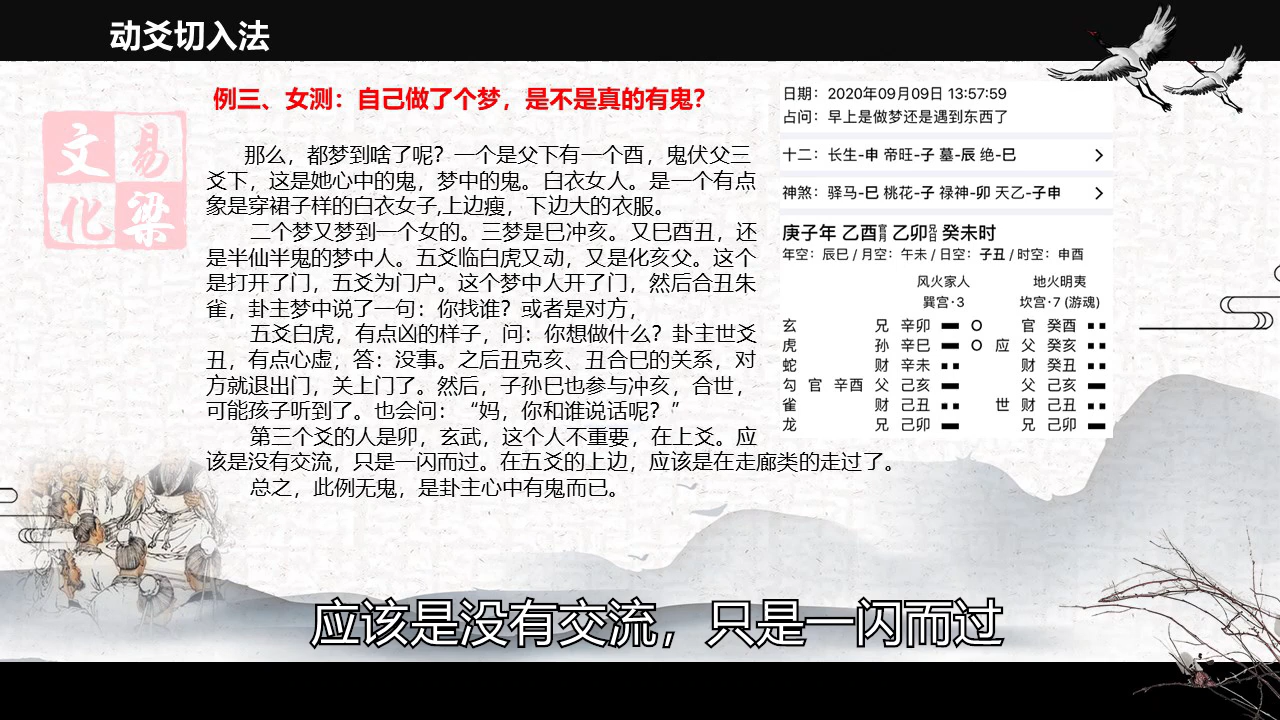 动爻切入法
易梁
文化
例三、女测：自己做了个梦，是不是真的有鬼？
那么，都梦到啥了呢？一个是父下有一个酉，鬼伏父三
爻下，这是她心中的鬼，梦中的鬼。白衣女人。是一个有点
象是穿裙子样的白衣女子,上边瘦，下边大的衣服。
二个梦又梦到一个女的。三梦是巳冲亥。又巳酉丑，还
是半仙半鬼的梦中人。五爻临白虎又动，又是化亥父。这个
是打开了门，五爻为门户。这个梦中人开了门，然后合丑朱
雀，卦主梦中说了一句：你找谁？或者是对方，
五爻白虎，有点凶的样子，问：你想做什么？卦主世爻
丑，有点心虚，答：没事。之后丑克亥、丑合巳的关系，对
方就退出门，关上门了。然后，子孙巳也参与冲亥，合世，
可能孩子听到了。也会问：“妈，你和谁说话呢？”
第三个爻的人是卯，玄武，这个人不重要，在上爻。应
该是没有交流，只是一闪而过。在五爻的上边，应该是在走廊类的走过了。
总之，此例无鬼，是卦主心中有鬼而已。
日期：2020年09月09日 13:57:59
占问：早上是做梦还是遇到东西了
十二：长生-申 帝旺-子 墓-辰 绝-巳
神煞：驿马-巳 桃花-子 禄神-卯 天乙-子申
庚子年 乙酉官月 乙卯兄日 癸未时
年空：辰巳 / 月空：午未 / 日空：子丑 / 时空：申酉
风火家人 地火明夷
巽宫·3 坎宫·7 (游魂)
玄 兄 辛卯 O 官 癸酉
虎 孙 辛巳 O 应 父 癸亥
蛇 财 辛未 财 癸丑
勾 官 辛酉 父 己亥 父 己亥
雀 财 己丑 世 财 己丑
龙 兄 己卯 兄 己卯
应该是没有交流，只是一闪而过